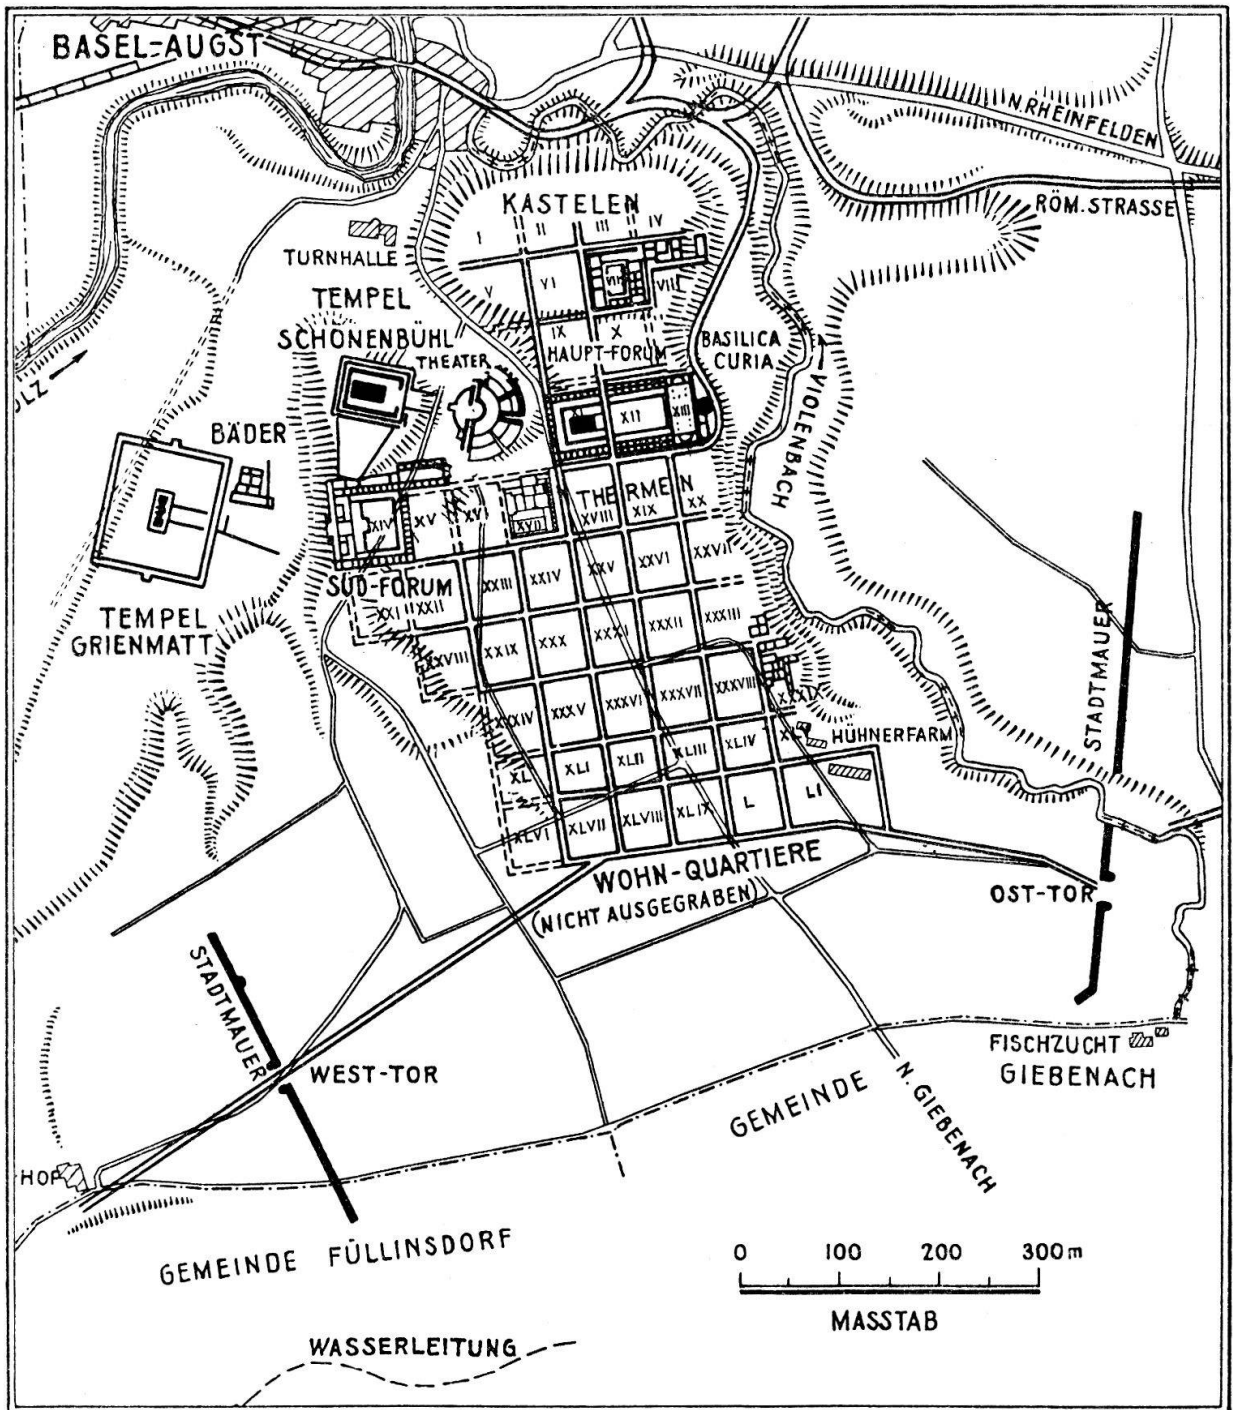 BASEL-AUGST
N. RHEINFELDEN
RÖM. STRASSE
KASTELEN
I II III IV
TURNHALLE
V VI VII VIII
TEMPEL
SCHÖNENBÜHL
THEATER
IX X
HAUPT-FORUM
BASILICA
CURIA
VIOLENBACH
XI XII XIII
BÄDER
THERMEN
XIV XV XVI XVII XVIII XIX XX
SÜD-FORUM
TEMPEL
GRIENMATT
XXI XXII XXIII XXIV XXV XXVI XXVII
XXVIII XXIX XXX XXXI XXXII XXXIII
XXXIV XXXV XXXVI XXXVII XXXVIII XXXIX
STADTMAUER
HÜHNERFARM
XL XLI XLII XLIII XLIV XLV
XLVI XLVII XLVIII XLIX L LI
WOHN-QUARTIERE
(NICHT AUSGEGRABEN)
OST-TOR
STADTMAUER
WEST-TOR
FISCHZUCHT
GIEBENACH
GEMEINDE
N. GIEBENACH
HOF
GEMEINDE FÜLLINSDORF
0 100 200 300m
MASSTAB
WASSERLEITUNG